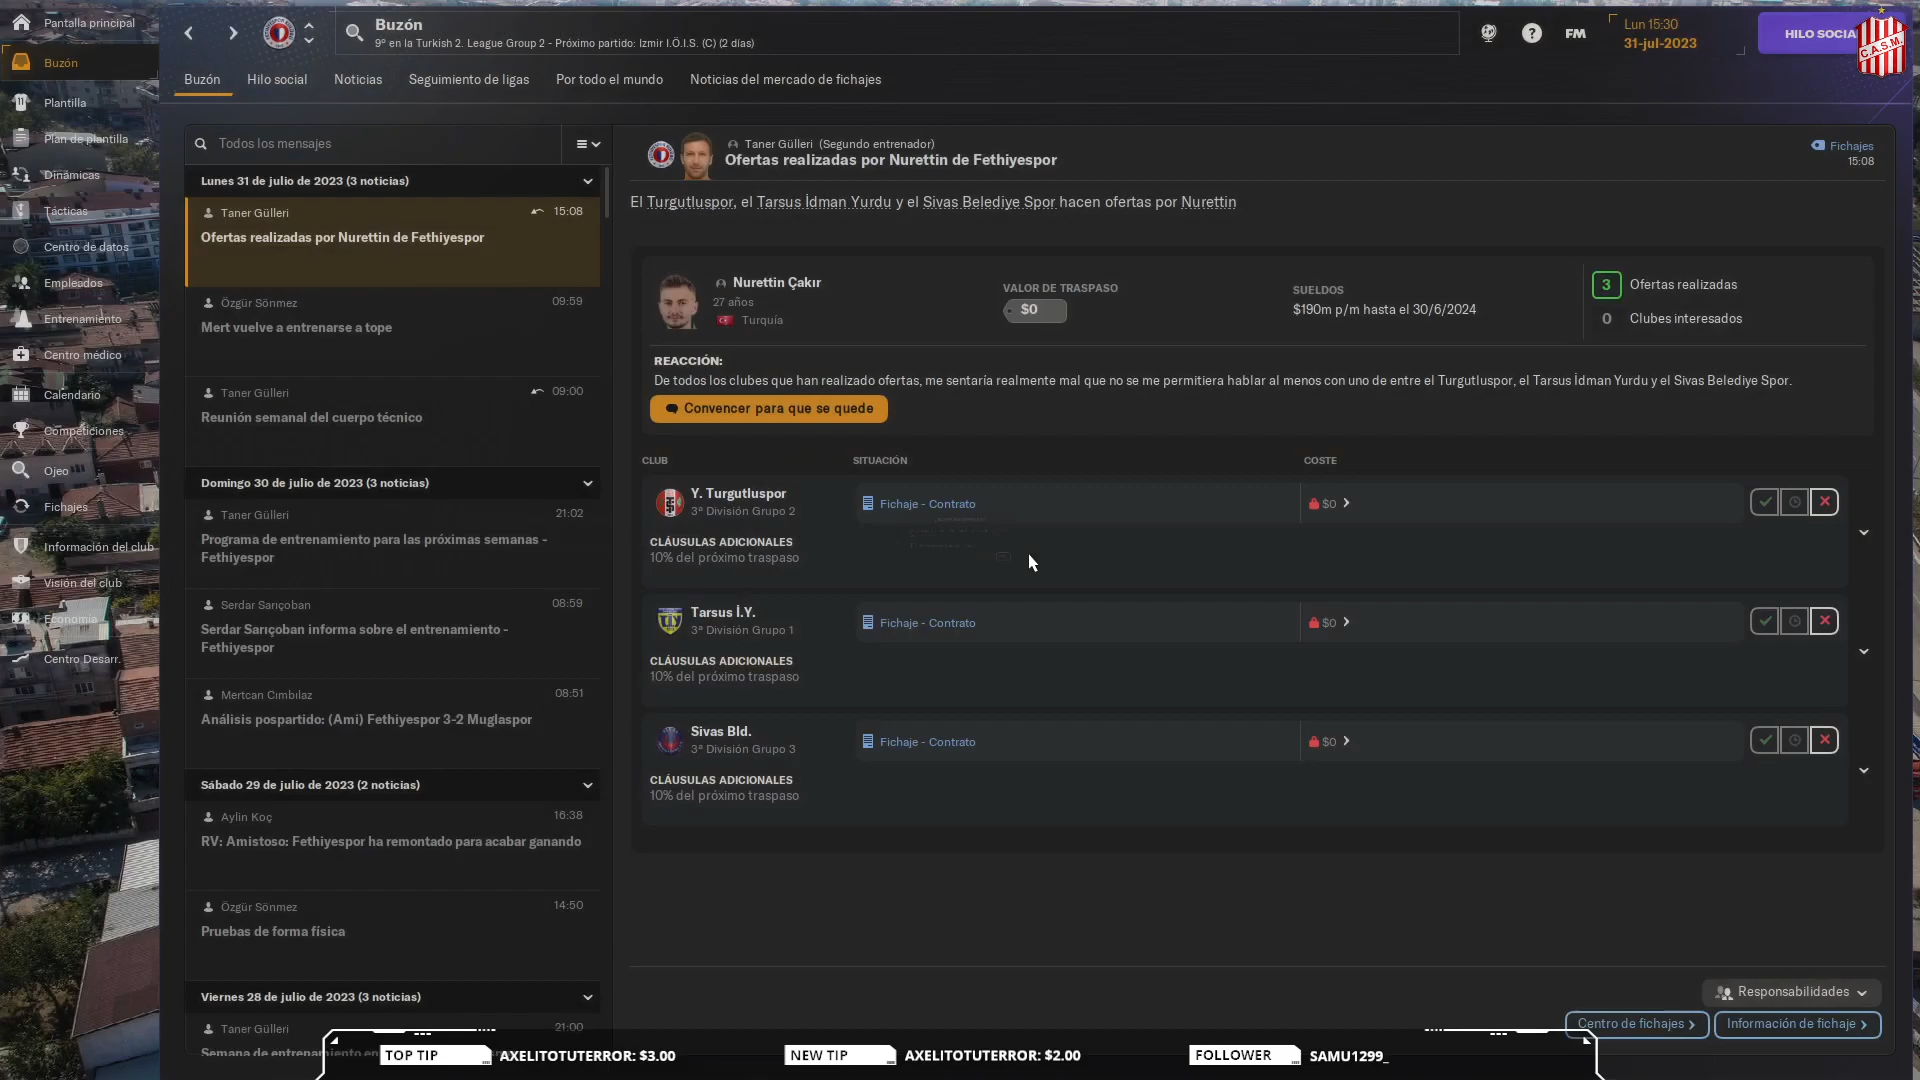 Pantalla principal
Buzón
Plantilla
Plan de plantilla
Dinámicas
Tácticas
Centro de datos
Empleados
Entrenamiento
Centro médico
Calendario
Competiciones
Ojeo
Fichajes
Información del club
Visión del club
Economía
Centro Desarr.
Buzón
9º en la Turkish 2. League Group 2 - Próximo partido: Izmir I.Ö.I.S. (C) (2 días)
FM
Lun 15:30
31-jul-2023
HILO SOCIA
C.A.S.M.
Buzón
Hilo social
Noticias
Seguimiento de ligas
Por todo el mundo
Noticias del mercado de fichajes
Todos los mensajes
Lunes 31 de julio de 2023 (3 noticias)
Taner Gülleri 15:08
Ofertas realizadas por Nurettin de Fethiyespor
Özgür Sönmez 09:59
Mert vuelve a entrenarse a tope
Taner Gülleri 09:00
Reunión semanal del cuerpo técnico
Domingo 30 de julio de 2023 (3 noticias)
Taner Gülleri 21:02
Programa de entrenamiento para las próximas semanas -
Fethiyespor
Serdar Sarıçoban 08:59
Serdar Sarıçoban informa sobre el entrenamiento -
Fethiyespor
Mertcan Cımbılaz 08:51
Análisis pospartido: (Ami) Fethiyespor 3-2 Muglaspor
Sábado 29 de julio de 2023 (2 noticias)
Aylin Koç 16:38
RV: Amistoso: Fethiyespor ha remontado para acabar ganando
Özgür Sönmez 14:50
Pruebas de forma física
Viernes 28 de julio de 2023 (3 noticias)
Taner Gülleri 21:00
Semana de entrenamiento en
Taner Gülleri (Segundo entrenador)
Ofertas realizadas por Nurettin de Fethiyespor
Fichajes
15:08
El Turgutluspor, el Tarsus İdman Yurdu y el Sivas Belediye Spor hacen ofertas por Nurettin
Nurettin Çakır
27 años
Turquía
VALOR DE TRASPASO
$0
SUELDOS
$190m p/m hasta el 30/6/2024
3 Ofertas realizadas
0 Clubes interesados
REACCIÓN:
De todos los clubes que han realizado ofertas, me sentaría realmente mal que no se me permitiera hablar al menos con uno de entre el Turgutluspor, el Tarsus İdman Yurdu y el Sivas Belediye Spor.
Convencer para que se quede
CLUB SITUACIÓN COSTE
Y. Turgutluspor
3ª División Grupo 2
Fichaje - Contrato
$0
CLÁUSULAS ADICIONALES
10% del próximo traspaso
Tarsus İ.Y.
3ª División Grupo 1
Fichaje - Contrato
$0
CLÁUSULAS ADICIONALES
10% del próximo traspaso
Sivas Bld.
3ª División Grupo 3
Fichaje - Contrato
$0
CLÁUSULAS ADICIONALES
10% del próximo traspaso
Responsabilidades
Centro de fichajes
Información de fichaje
TOP TIP AXELITOTUTERROR: $3.00
NEW TIP AXELITOTUTERROR: $2.00
FOLLOWER SAMU1299_